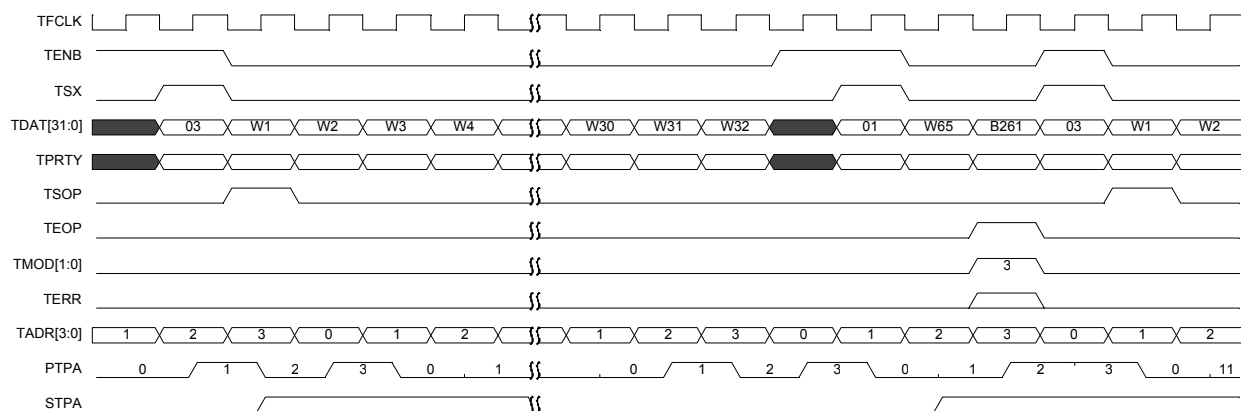 TFCLK
TENB
TSX
TDAT[31:0] 03 W1 W2 W3 W4 W30 W31 W32 01 W65 B261 03 W1 W2
TPRTY
TSOP
TEOP
TMOD[1:0] 3
TERR
TADR[3:0] 1 2 3 0 1 2 1 2 3 0 1 2 3 0 1 2
PTPA 0 1 2 3 0 1 0 1 2 3 0 1 2 3 0 11
STPA